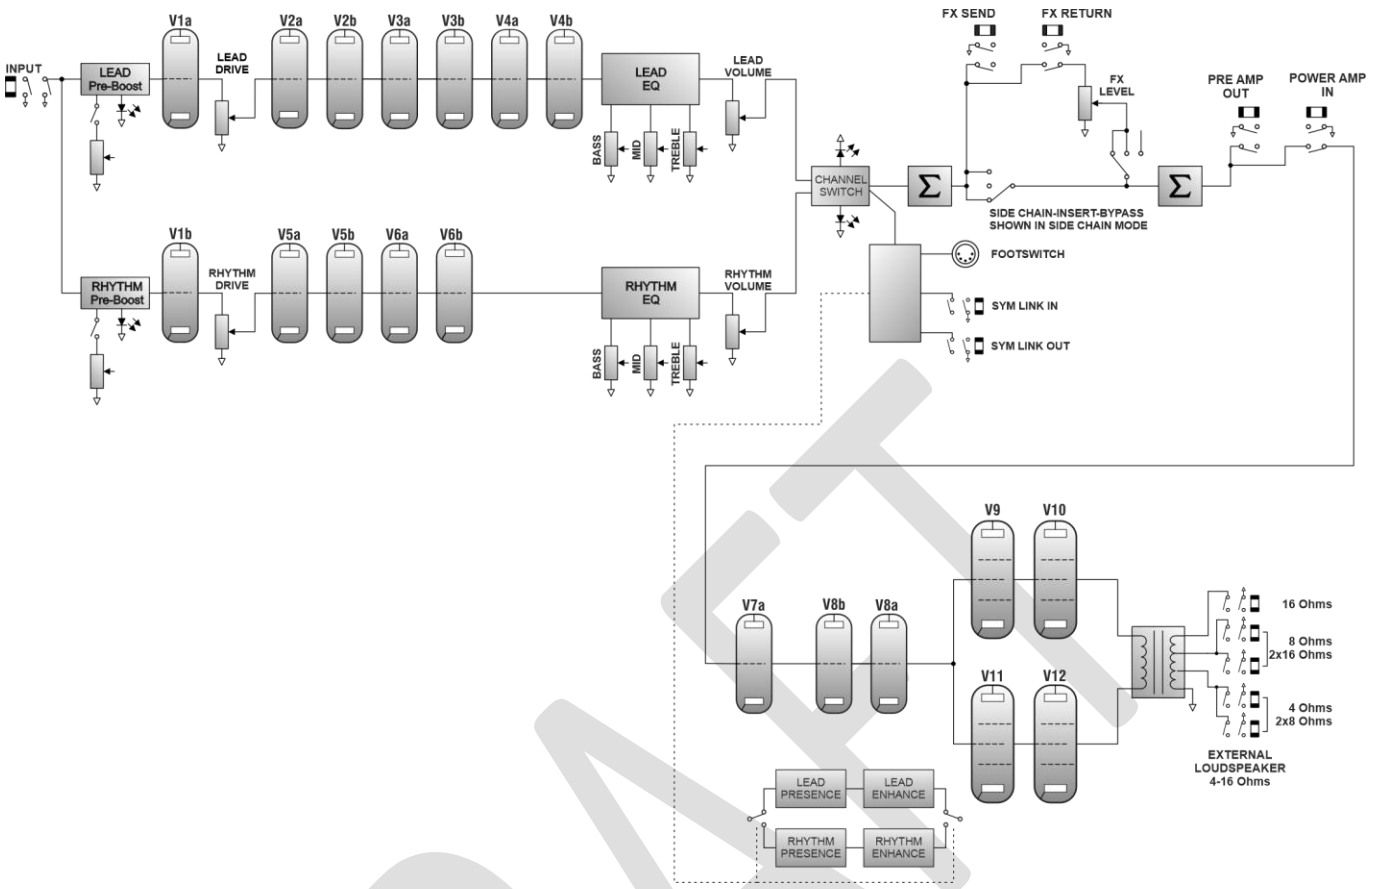 FX SEND
FX RETURN
V1a
V2a
V2b
V3a
V3b
V4a
V4b
INPUT
LEAD
Pre-Boost
LEAD
DRIVE
LEAD
EQ
LEAD
VOLUME
FX
LEVEL
PRE AMP
OUT
POWER AMP
IN
BASS
MID
TREBLE
CHANNEL
SWITCH
Σ
Σ
SIDE CHAIN-INSERT-BYPASS
SHOWN IN SIDE CHAIN MODE
V1b
V5a
V5b
V6a
V6b
RHYTHM
Pre-Boost
RHYTHM
DRIVE
RHYTHM
EQ
RHYTHM
VOLUME
FOOTSWITCH
SYM LINK IN
SYM LINK OUT
BASS
MID
TREBLE
V9
V10
V7a
V8b
V8a
V11
V12
16 Ohms
8 Ohms
2x16 Ohms
4 Ohms
2x8 Ohms
EXTERNAL
LOUDSPEAKER
4-16 Ohms
LEAD
PRESENCE
LEAD
ENHANCE
RHYTHM
PRESENCE
RHYTHM
ENHANCE